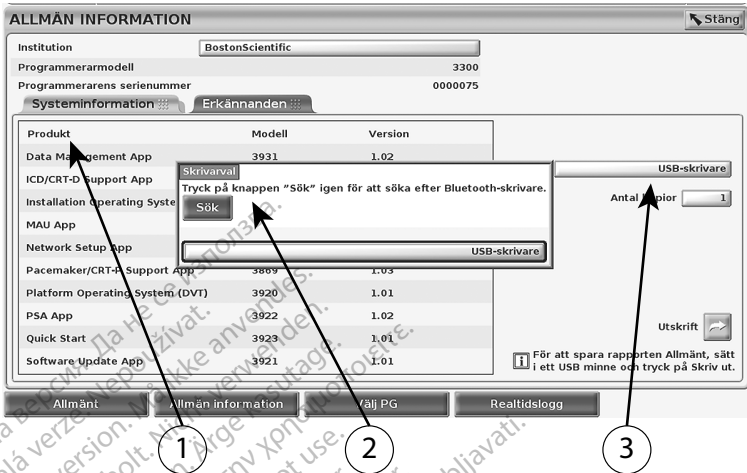 ALLMÄN INFORMATION
Stäng
Institution BostonScientific
Programmerarmodell 3300
Programmerarens serienummer 0000075
Systeminformation Erkännanden
Produkt Modell Version
Data Management App 3931 1.02
ICD/CRT-D Support App
Installation Operating Syste
MAU App
Network Setup App
Pacemaker/CRT-P Support App 3869 1.03
Platform Operating System (DVT) 3920 1.01
PSA App 3922 1.02
Quick Start 3923 1.01
Software Update App 3921 1.01
Skrivarval
Tryck på knappen "Sök" igen för att söka efter Bluetooth-skrivare.
Sök
USB-skrivare
USB-skrivare
Antal kopior 1
Utskrift
För att spara rapporten Allmänt, sätt
i ett USB minne och tryck på Skriv ut.
Allmänt Allmän information Välj PG Realtidslogg
1 2 3